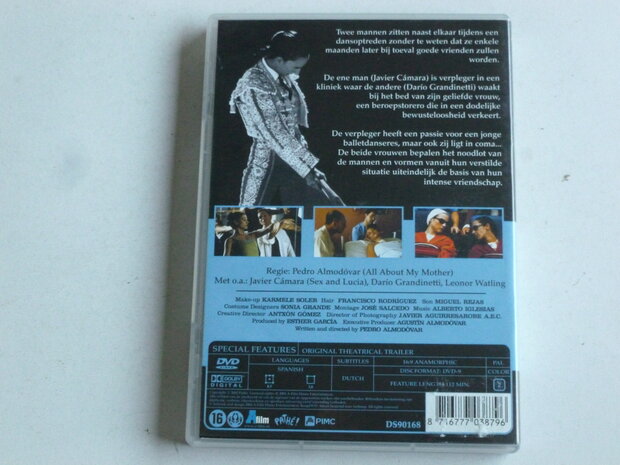 Twee mannen zitten naast elkaar tijdens een
dansoptreden zonder te weten dat ze enkele
maanden later bij toeval goede vrienden zullen
worden.
De ene man (Javier Cámara) is verpleger in een
kliniek waar de andere (Darío Grandinetti) waakt
bij het bed van zijn geliefde vrouw,
een beroepstorero die in een dodelijke
bewusteloosheid verkeert.
De verpleger heeft een passie voor een jonge
balletdanseres, maar ook zij ligt in coma...
De beide vrouwen bepalen het noodlot van
de mannen en vormen vanuit hun verstilde
situatie uiteindelijk de basis van hun
intense vriendschap.
Regie: Pedro Almodóvar (All About My Mother)
Met o.a.: Javier Cámara (Sex and Lucia), Darío Grandinetti, Leonor Watling
Make-up KARMELE SOLER Hair FRANCISCO RODRIGUEZ Son MIGUEL REJAS
Costume Designers SONIA GRANDE Montage JOSÉ SALCEDO Music ALBERTO IGLESIAS
Creative Director ANTXÓN GÓMEZ Director of Photography JAVIER AGUIRRESAROBE A.E.C.
Produced by ESTHER GARCÍA Executive Producer AGUSTÍN ALMODÓVAR
Written and directed by PEDRO ALMODÓVAR
SPECIAL FEATURES ORIGINAL THEATRICAL TRAILER
DVD LANGUAGES SUBTITLES 16:9 ANAMORPHIC PAL
SPANISH DISC FORMAT: DVD-9 COLOR
DOLBY DIGITAL DUTCH FEATURE LENGTH 112 MIN. 2
16 Afilm PATHÉ! PIMC DS90168
8 716777 038796